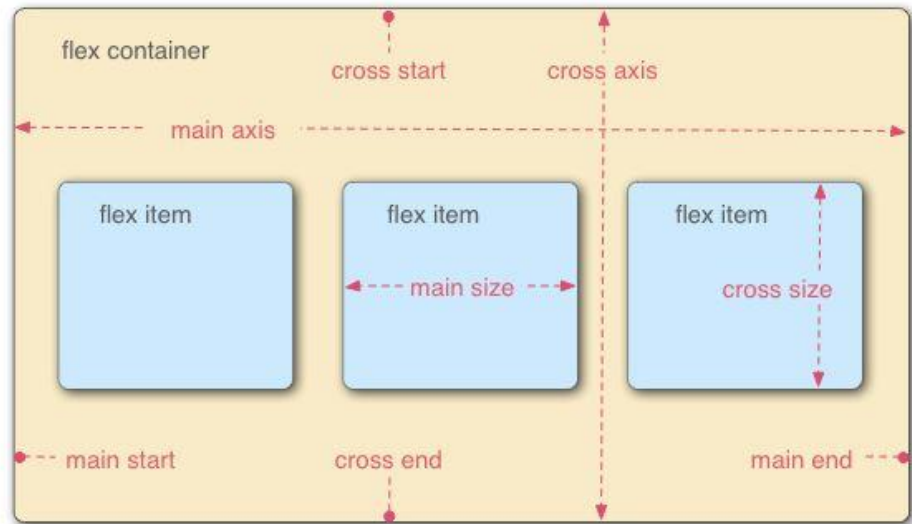 flex container
cross start
cross axis
main axis
flex item
flex item
flex item
main size
cross size
main start
cross end
main end